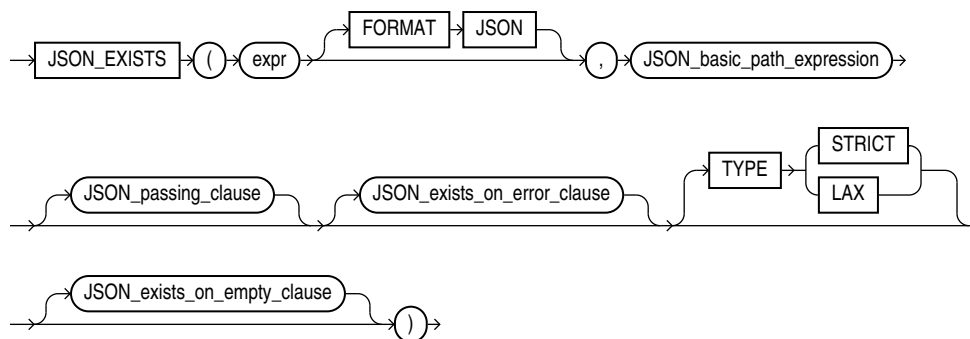 FORMAT JSON
JSON_EXISTS ( expr , JSON_basic_path_expression
STRICT
JSON_passing_clause JSON_exists_on_error_clause TYPE
LAX
JSON_exists_on_empty_clause
)